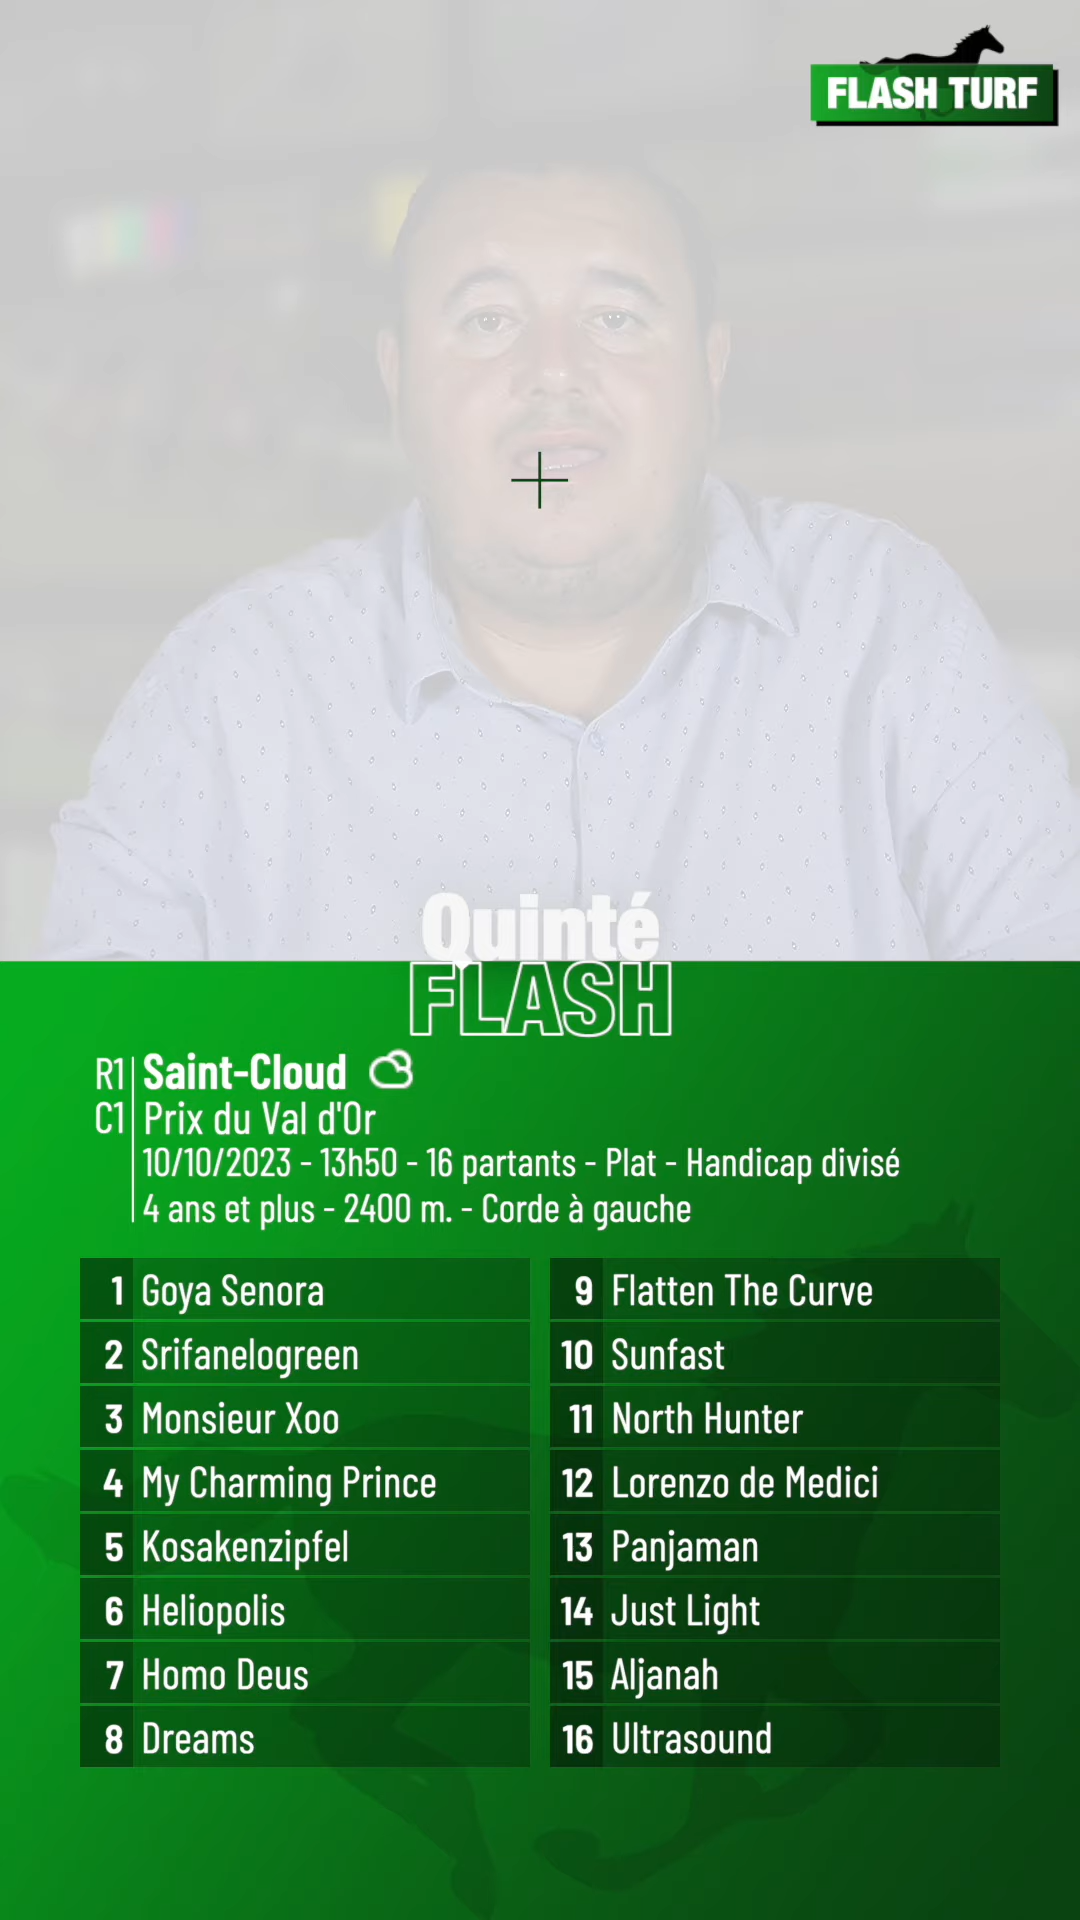 FLASH TURF
Quinté
FLASH
R1 Saint-Cloud
C1 Prix du Val d'Or
10/10/2023 - 13h50 - 16 partants - Plat - Handicap divisé
4 ans et plus - 2400 m. - Corde à gauche
1 Goya Senora
2 Srifanelogreen
3 Monsieur Xoo
4 My Charming Prince
5 Kosakenzipfel
6 Heliopolis
7 Homo Deus
8 Dreams
9 Flatten The Curve
10 Sunfast
11 North Hunter
12 Lorenzo de Medici
13 Panjaman
14 Just Light
15 Aljanah
16 Ultrasound